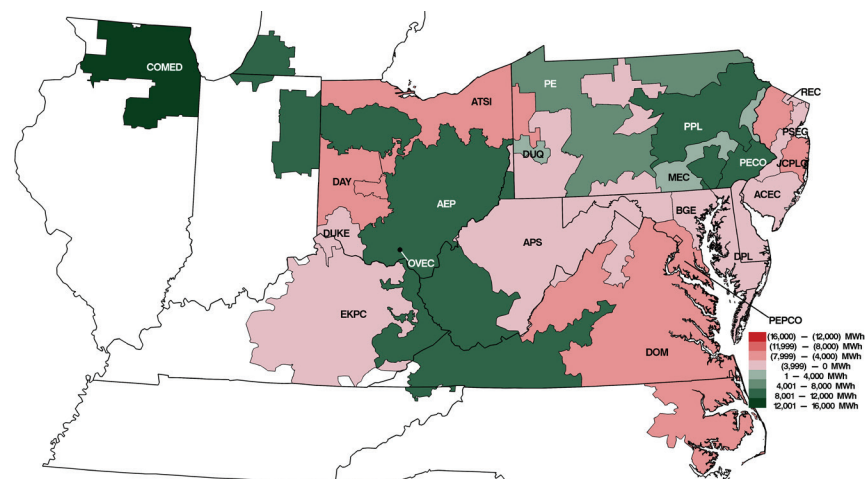 COMED
PE
ATSI
REC
PPL
PSEG
DUQ
PECO
JCPLC
DAY
MEC
ACEC
AEP
BGE
DUKE
APS
DPL
OVEC
EKPC
PEPCO
DOM
(16,000) – (12,000) MWh
(11,999) – (8,000) MWh
(7,999) – (4,000) MWh
(3,999) – 0 MWh
1 – 4,000 MWh
4,001 – 8,000 MWh
8,001 – 12,000 MWh
12,001 – 16,000 MWh